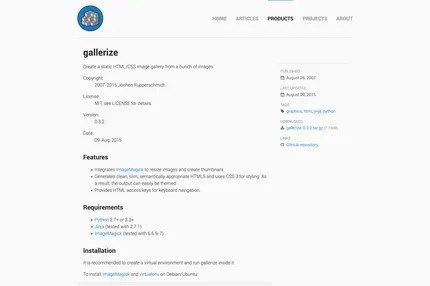 HOME ARTICLES PRODUCTS PROJECTS ABOUT
gallerize
Create a static HTML/CSS image gallery from a bunch of images.
Copyright:
2007-2015 Jochen Kupperschmidt
License:
MIT, see LICENSE for details.
Version:
0.3.2
Date:
09-Aug-2015
Features
Integrates ImageMagick to resize images and create thumbnails.
Generates clean, slim, semantically appropriate HTML5 and uses CSS 3 for styling. As
a result, the output can easily be themed.
Provides HTML access keys for keyboard navigation.
Requirements
Python 2.7+ or 3.3+
Jinja (tested with 2.7.1)
ImageMagick (tested with 6.6.9-7)
Installation
It is recommended to create a virtual environment and run gallerize inside it.
To install ImageMagick and virtualenv on Debian/Ubuntu:
PUBLISHED
August 26, 2007
LAST UPDATED
August 09, 2015
TAGS
graphics, html, jinja, python
DOWNLOADS
gallerize-0.3.2.tar.gz
LINKS
GitHub repository